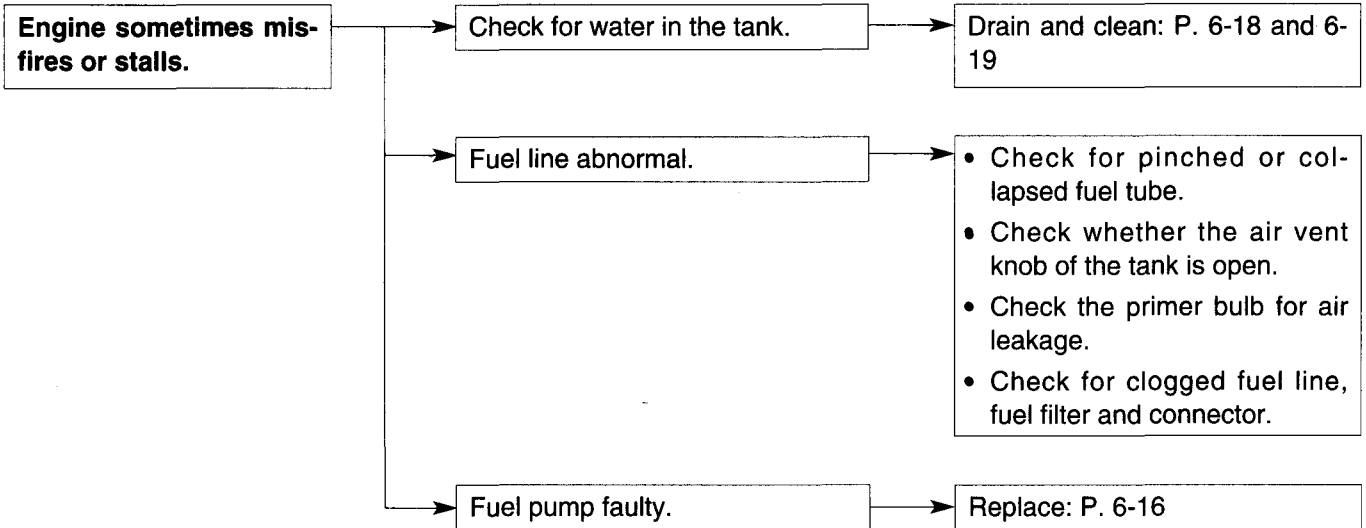 Engine sometimes mis-
fires or stalls.
Check for water in the tank.
Drain and clean: P. 6-18 and 6-
19
Fuel line abnormal.
• Check for pinched or col-
lapsed fuel tube.
• Check whether the air vent
knob of the tank is open.
• Check the primer bulb for air
leakage.
• Check for clogged fuel line,
fuel filter and connector.
Fuel pump faulty.
Replace: P. 6-16